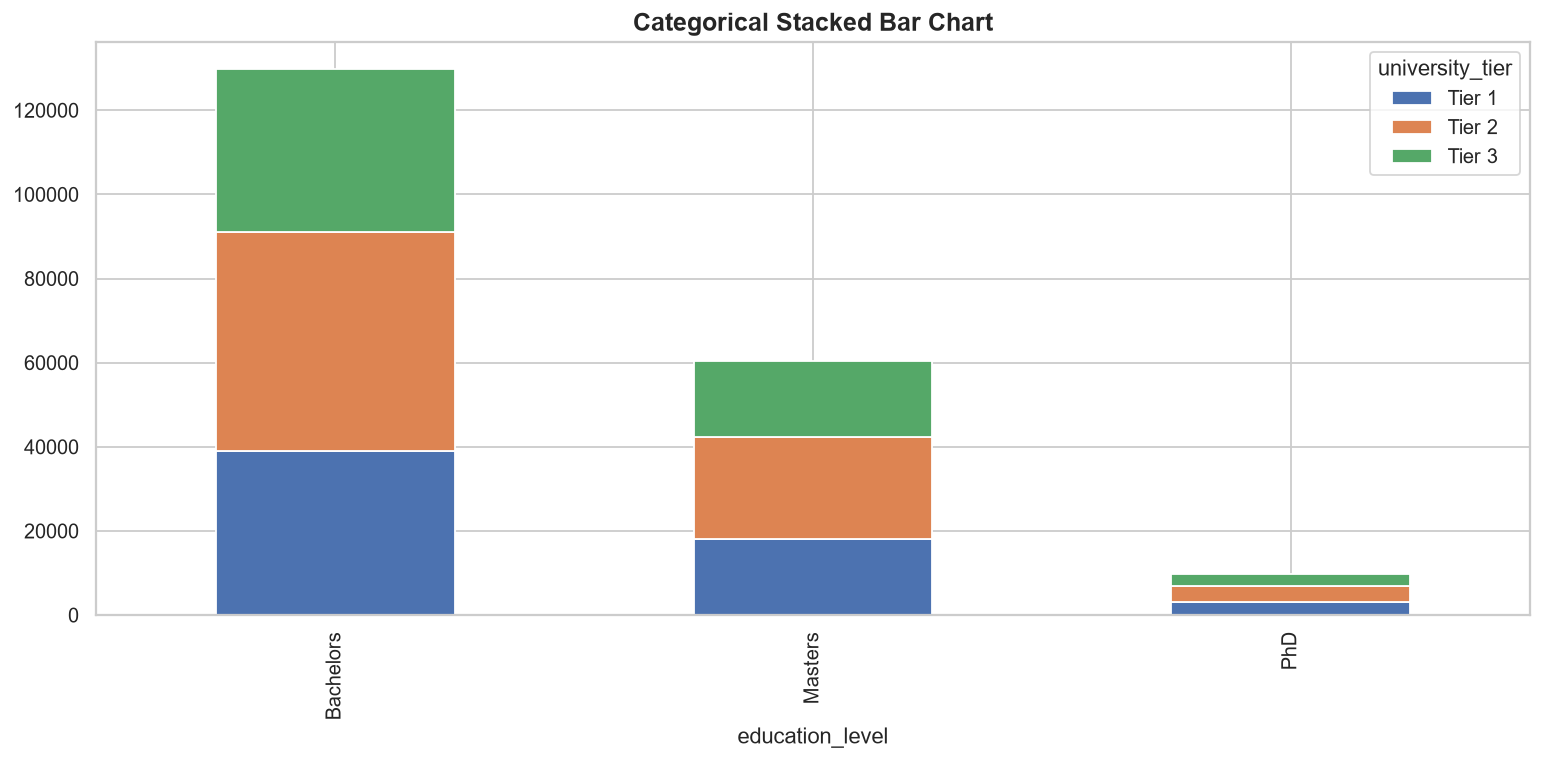 Categorical Stacked Bar Chart
university_tier
Tier 1
Tier 2
Tier 3
120000
100000
80000
60000
40000
20000
0
Bachelors
Masters
PhD
education_level